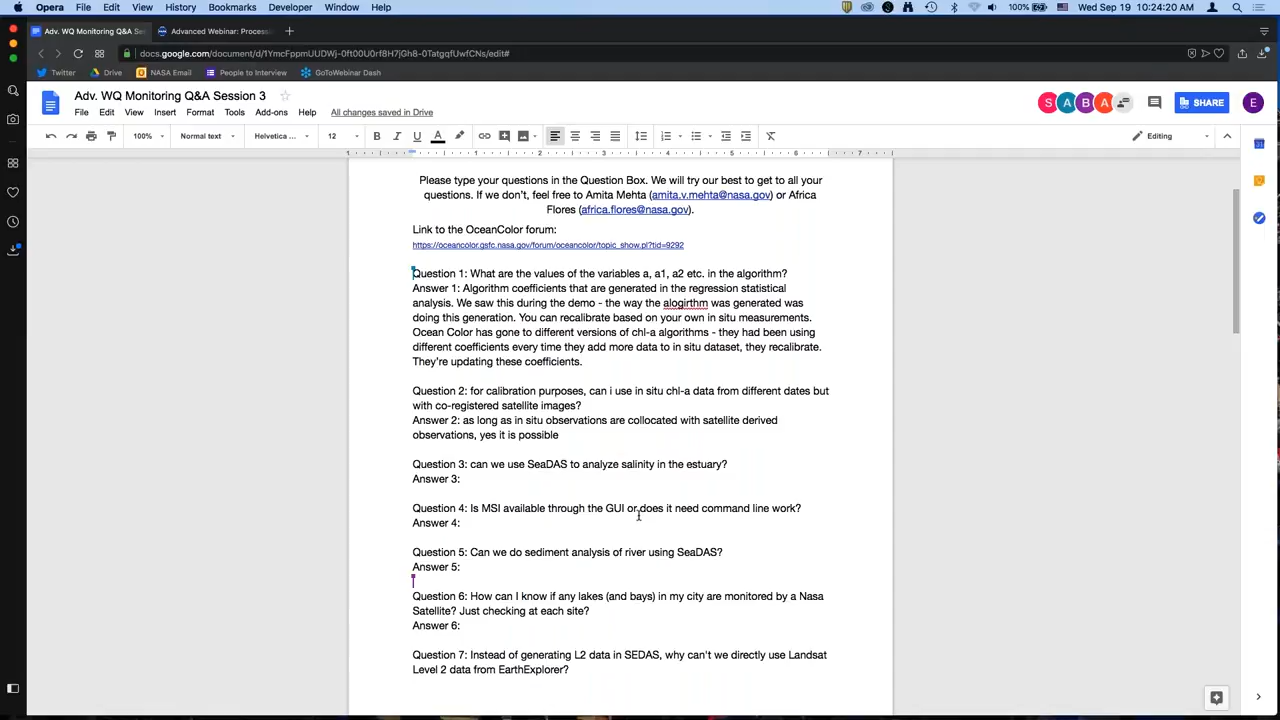 Opera File Edit View History Bookmarks Developer Window Help 100% Wed Sep 19 10:24:20 AM
Adv. WQ Monitoring Q&A Se Advanced Webinar: Process
docs.google.com/document/d/1YmcFppmUUDWj-0ft00U0rf8H7jGh8-0TatgqfUwfCNs/edit#
Twitter Drive NASA Email People to Interview GoToWebinar Dash
Adv. WQ Monitoring Q&A Session 3
S A B A SHARE E
File Edit View Insert Format Tools Add-ons Help All changes saved in Drive
100% Normal text Helvetica ... 12 B I U A Editing
1 1 2 3 4 5 6 7
Please type your questions in the Question Box. We will try our best to get to all your
questions. If we don't, feel free to Amita Mehta (amita.v.mehta@nasa.gov) or Africa
Flores (africa.flores@nasa.gov).
Link to the OceanColor forum:
https://oceancolor.gsfc.nasa.gov/forum/oceancolor/topic_show.pl?tid=9292
Question 1: What are the values of the variables a, a1, a2 etc. in the algorithm?
Answer 1: Algorithm coefficients that are generated in the regression statistical
analysis. We saw this during the demo - the way the alogirthm was generated was
doing this generation. You can recalibrate based on your own in situ measurements.
Ocean Color has gone to different versions of chl-a algorithms - they had been using
different coefficients every time they add more data to in situ dataset, they recalibrate.
They're updating these coefficients.
Question 2: for calibration purposes, can i use in situ chl-a data from different dates but
with co-registered satellite images?
Answer 2: as long as in situ observations are collocated with satellite derived
observations, yes it is possible
Question 3: can we use SeaDAS to analyze salinity in the estuary?
Answer 3:
Question 4: Is MSI available through the GUI or does it need command line work?
Answer 4:
Question 5: Can we do sediment analysis of river using SeaDAS?
Answer 5:
Question 6: How can I know if any lakes (and bays) in my city are monitored by a Nasa
Satellite? Just checking at each site?
Answer 6:
Question 7: Instead of generating L2 data in SEDAS, why can't we directly use Landsat
Level 2 data from EarthExplorer?